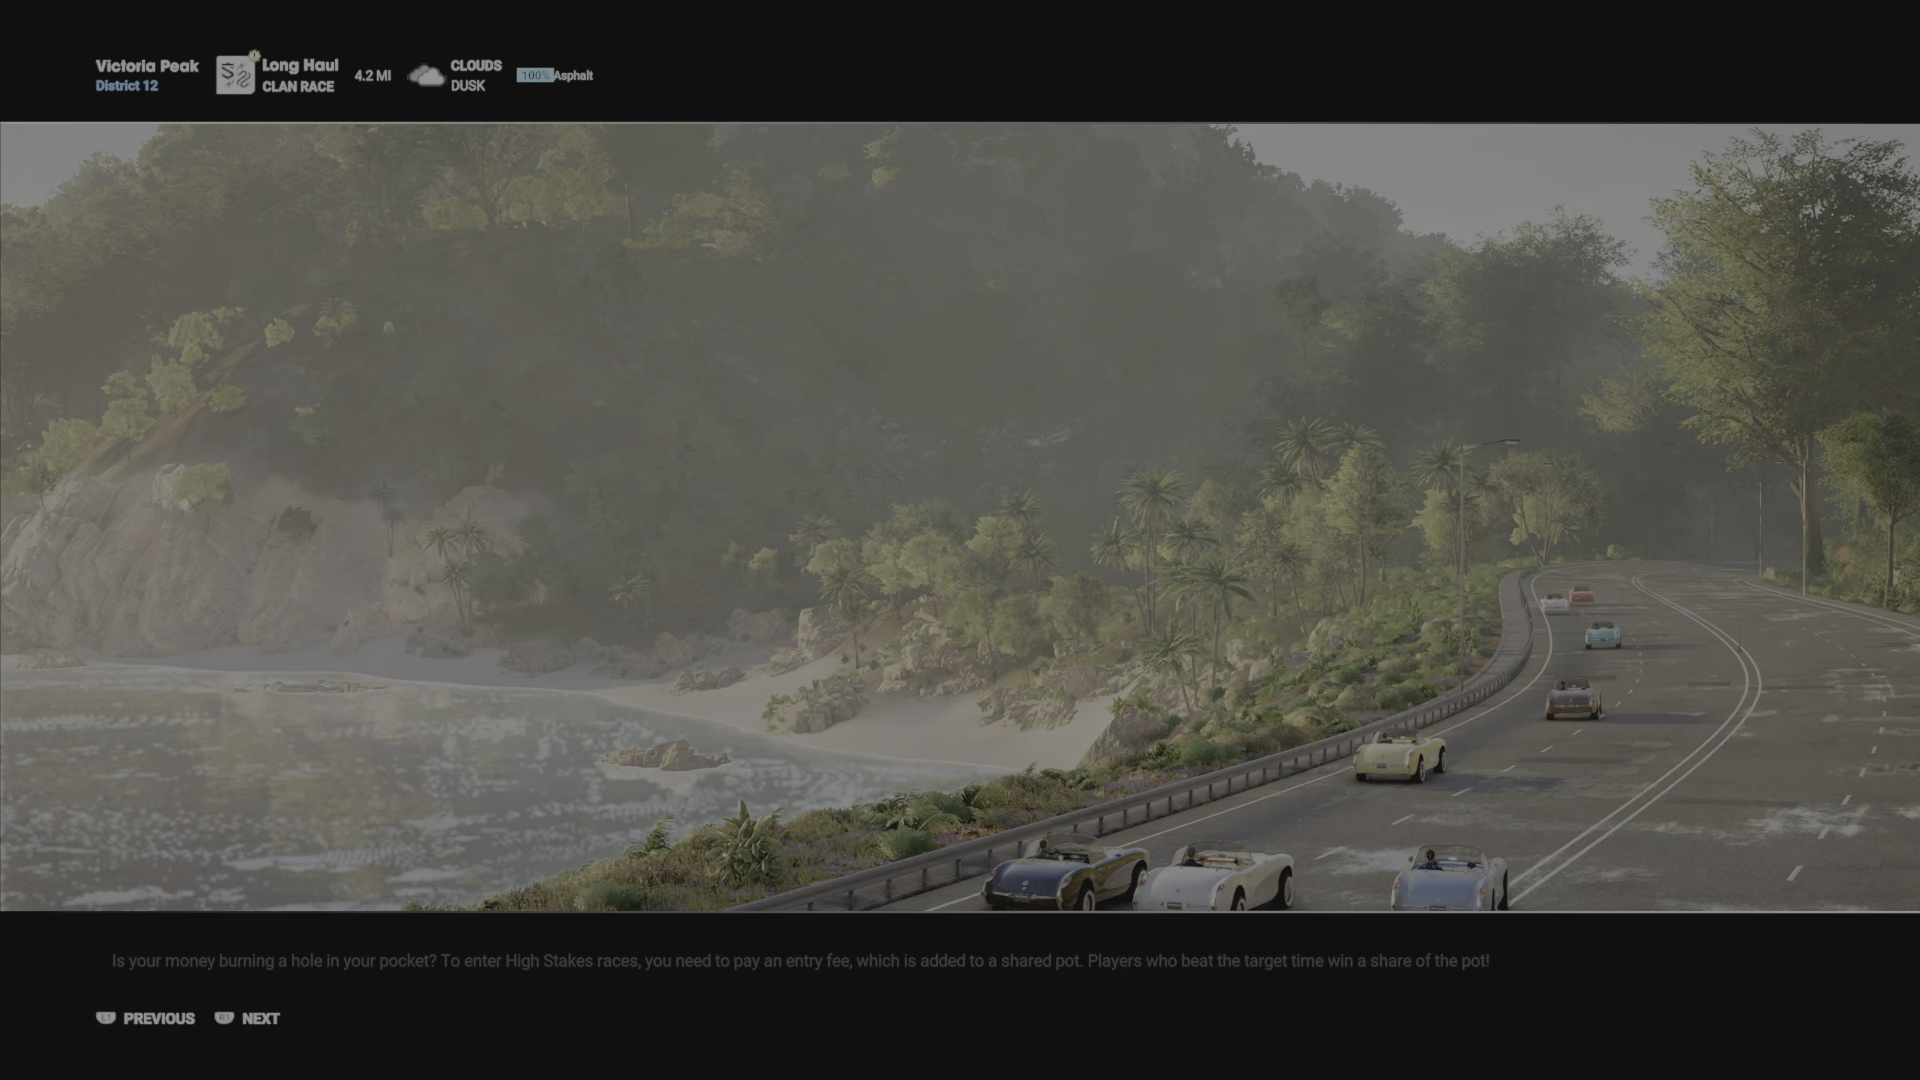 Victoria Peak
District 12
Long Haul
CLAN RACE
4.2 MI
CLOUDS
DUSK
100% Asphalt
Is your money burning a hole in your pocket? To enter High Stakes races, you need to pay an entry fee, which is added to a shared pot. Players who beat the target time win a share of the pot!
L1 PREVIOUS R1 NEXT